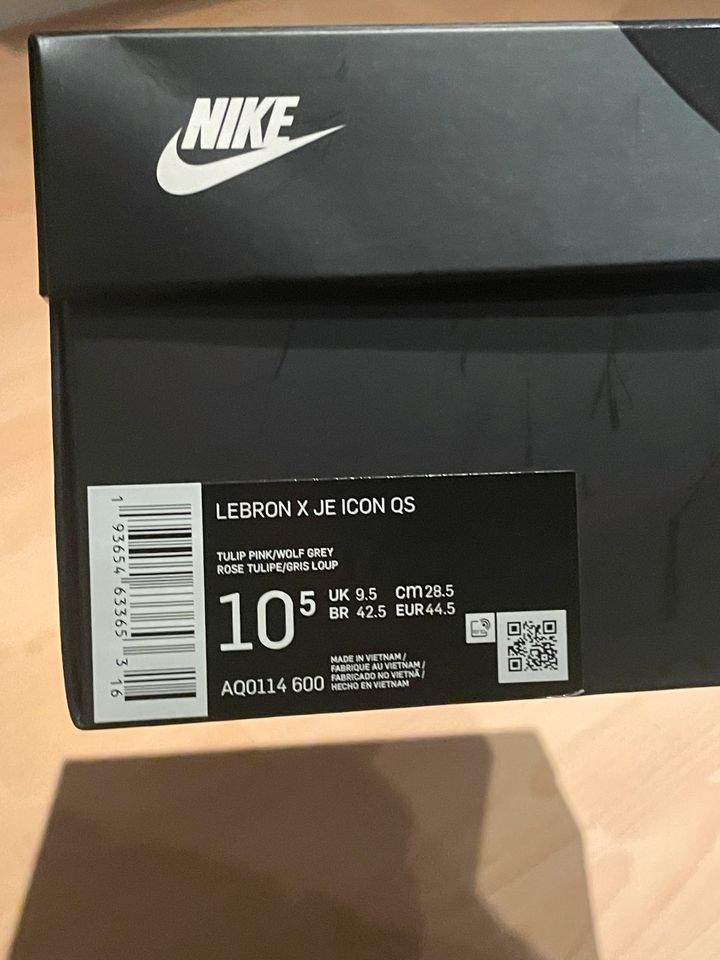 NIKE
LEBRON X JE ICON QS
TULIP PINK/WOLF GREY
ROSE TULIPE/GRIS LOUP
10⁵ UK 9.5 cm 28.5
BR 42.5 EUR 44.5
AQ0114 600
MADE IN VIETNAM /
FABRIQUE AU VIETNAM /
FABRICADO NO VIETNÃ /
HECHO EN VIETNAM
1 93654 63365 3 16